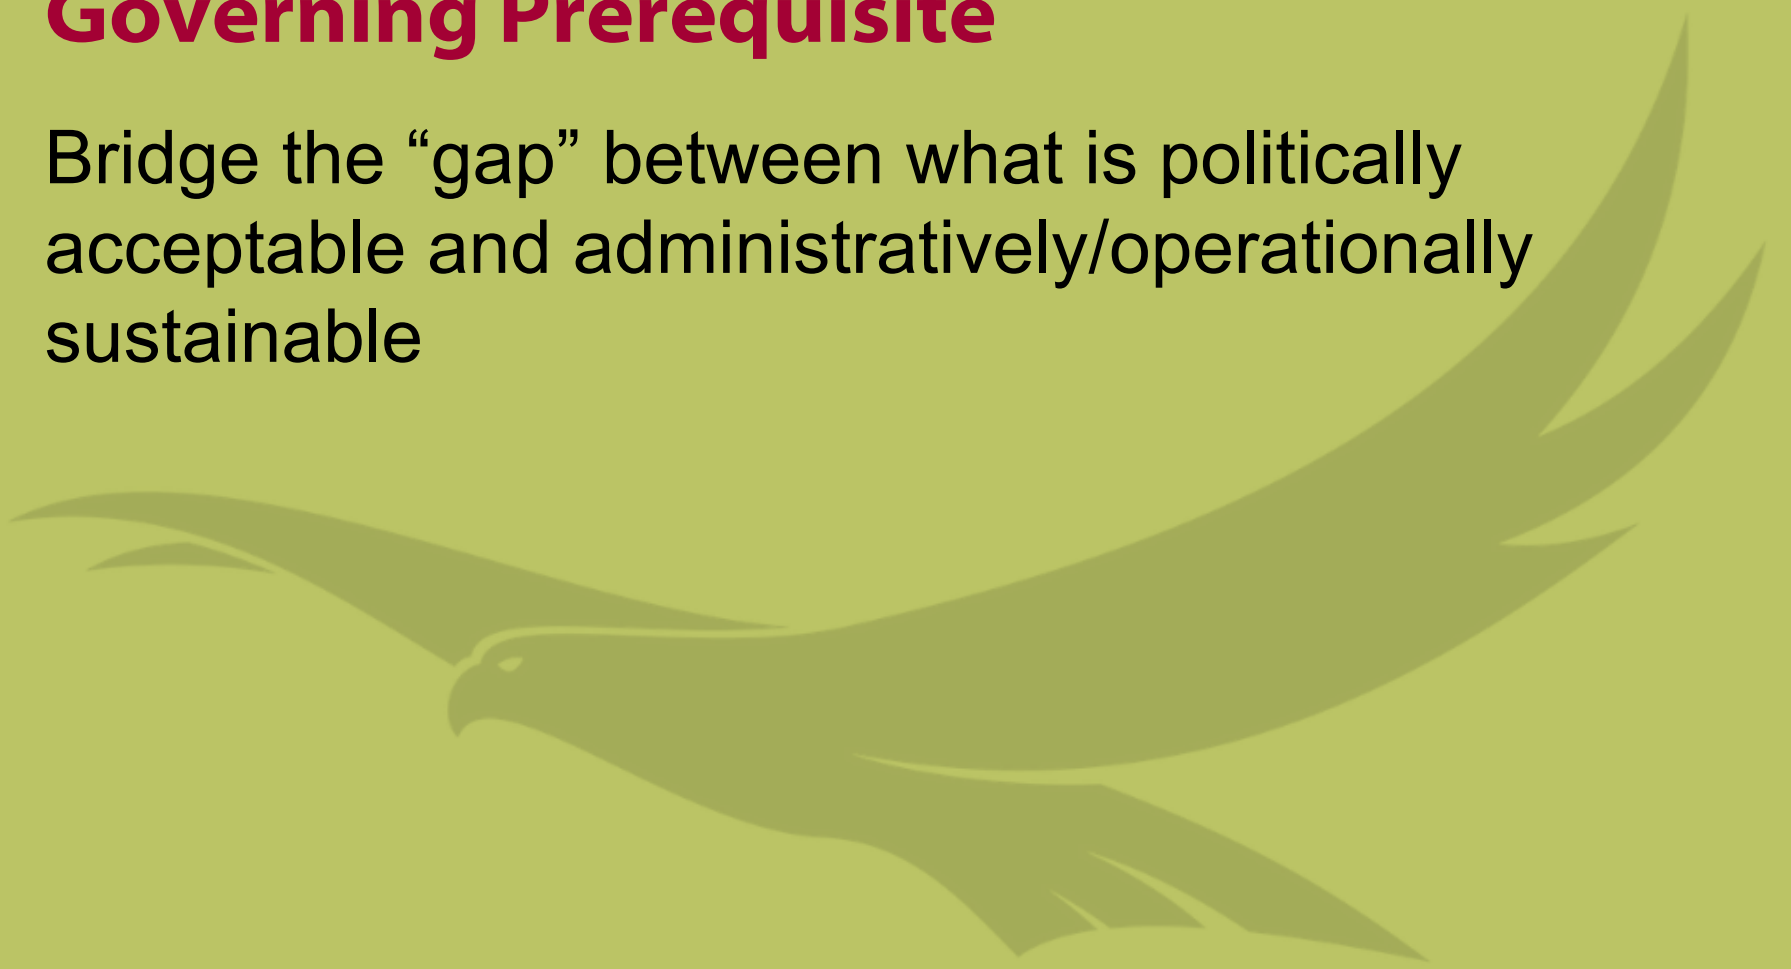 Governing Prerequisite
Bridge the “gap” between what is politically
acceptable and administratively/operationally
sustainable